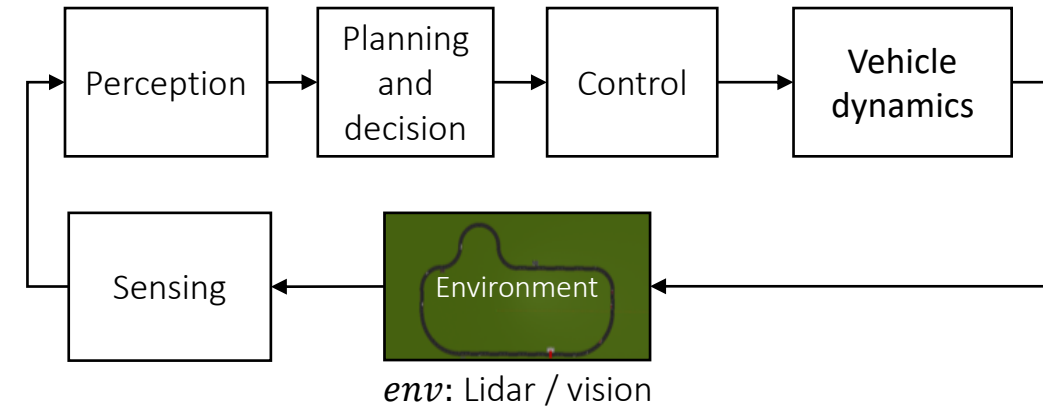 Perception
Planning
and
decision
Control
Vehicle
dynamics
Sensing
Environment
env: Lidar / vision